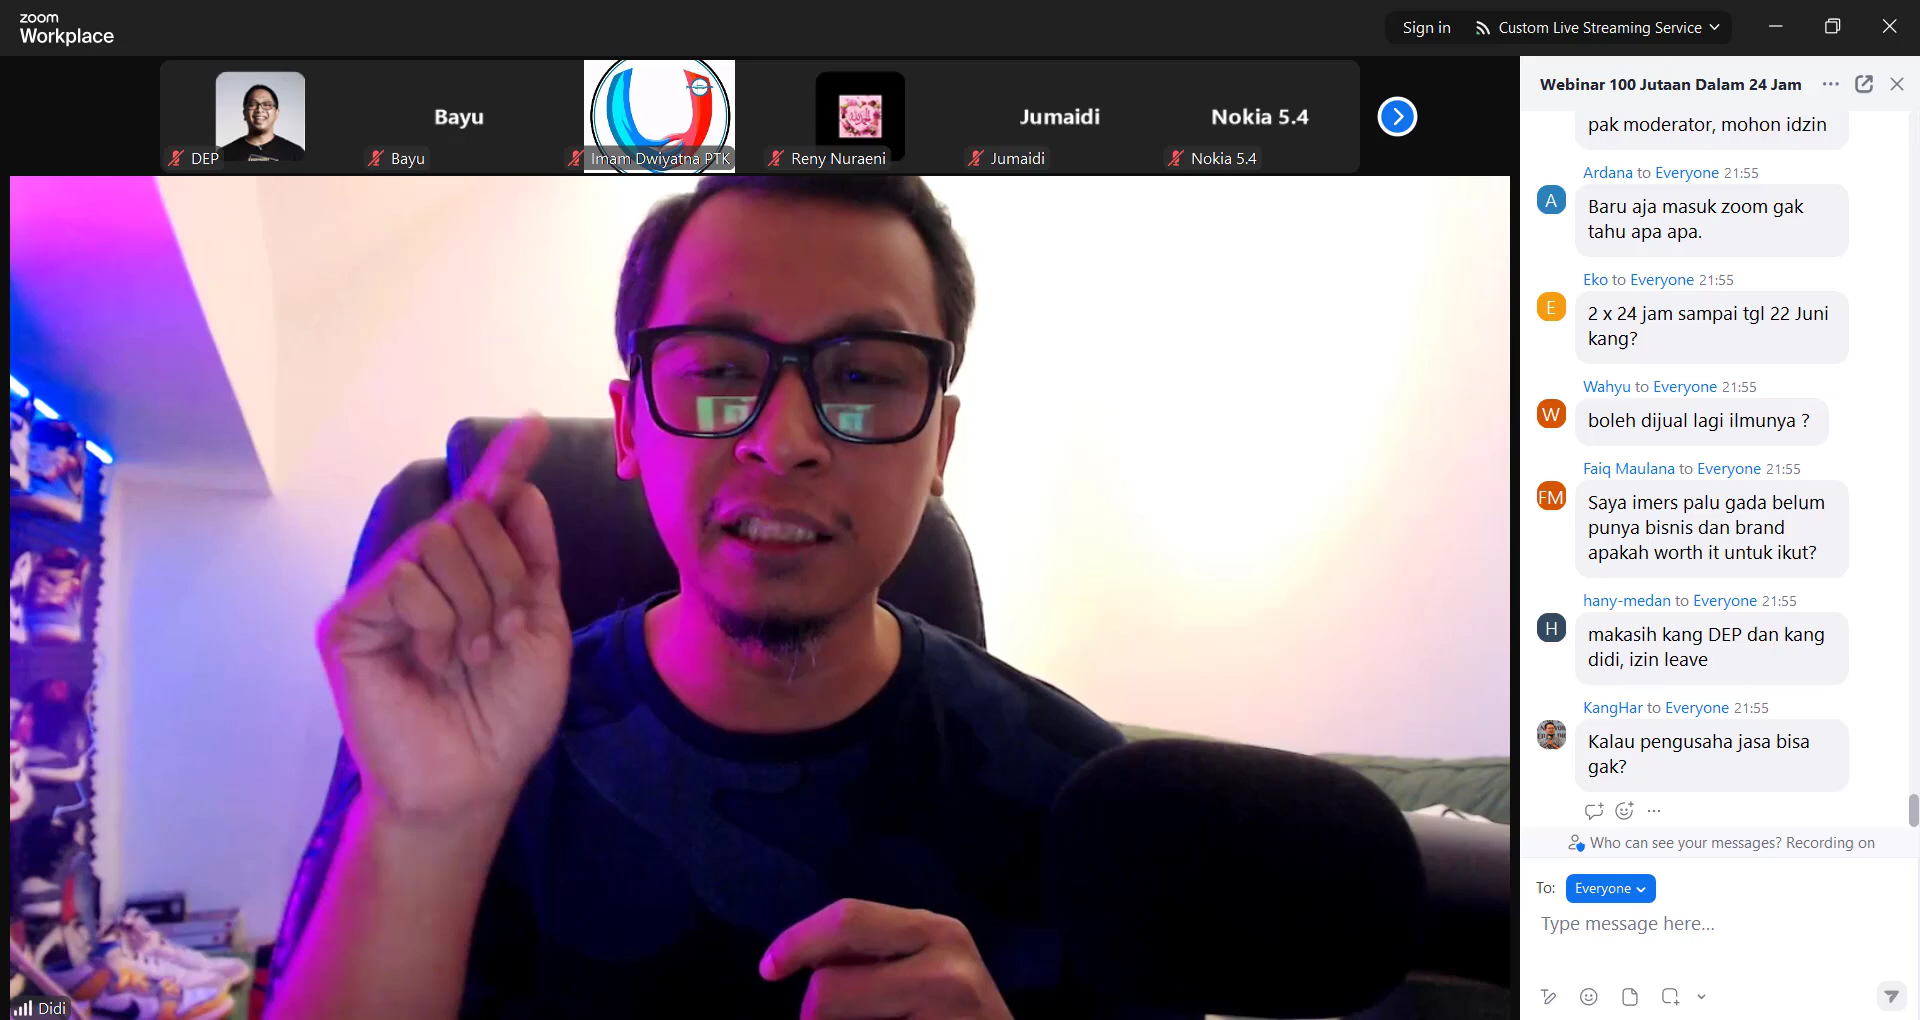 zoom
Workplace
Sign in
Custom Live Streaming Service
Bayu
Jumaidi
Nokia 5.4
DEP
Bayu
Imam Dwiyatna PTK
Reny Nuraeni
Jumaidi
Nokia 5.4
Didi
Webinar 100 Jutaan Dalam 24 Jam
pak moderator, mohon idzin
Ardana to Everyone 21:55
A
Baru aja masuk zoom gak
tahu apa apa.
Eko to Everyone 21:55
E
2 x 24 jam sampai tgl 22 Juni
kang?
Wahyu to Everyone 21:55
W
boleh dijual lagi ilmunya ?
Faiq Maulana to Everyone 21:55
FM
Saya imers palu gada belum
punya bisnis dan brand
apakah worth it untuk ikut?
hany-medan to Everyone 21:55
H
makasih kang DEP dan kang
didi, izin leave
KangHar to Everyone 21:55
Kalau pengusaha jasa bisa
gak?
Who can see your messages? Recording on
To: Everyone
Type message here...